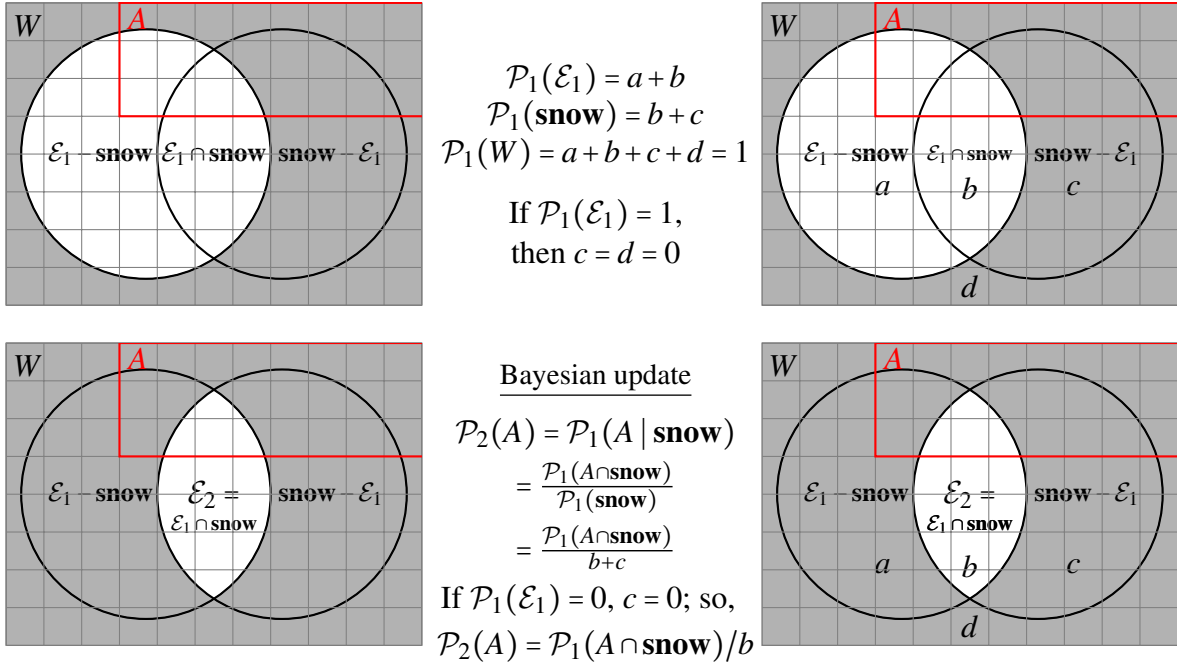 W
A
ℰ₁ − snow
ℰ₁ ∩ snow
snow − ℰ₁
𝒫₁(ℰ₁) = a + b
𝒫₁(snow) = b + c
𝒫₁(W) = a + b + c + d = 1
If 𝒫₁(ℰ₁) = 1,
then c = d = 0
W
A
ℰ₁ − snow
ℰ₁ ∩ snow
snow − ℰ₁
a
b
c
d
W
A
ℰ₁ − snow
ℰ₂ =
ℰ₁ ∩ snow
snow − ℰ₁
Bayesian update
𝒫₂(A) = 𝒫₁(A | snow)
= 𝒫₁(A∩snow) / 𝒫₁(snow)
= 𝒫₁(A∩snow) / b+c
If 𝒫₁(ℰ₁) = 0, c = 0; so,
𝒫₂(A) = 𝒫₁(A ∩ snow)/b
W
A
ℰ₁ − snow
ℰ₂ =
ℰ₁ ∩ snow
snow − ℰ₁
a
b
c
d